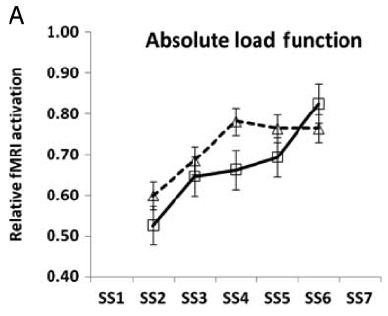 A
Absolute load function
Relative fMRI activation
1.00
0.90
0.80
0.70
0.60
0.50
0.40
SS1 SS2 SS3 SS4 SS5 SS6 SS7